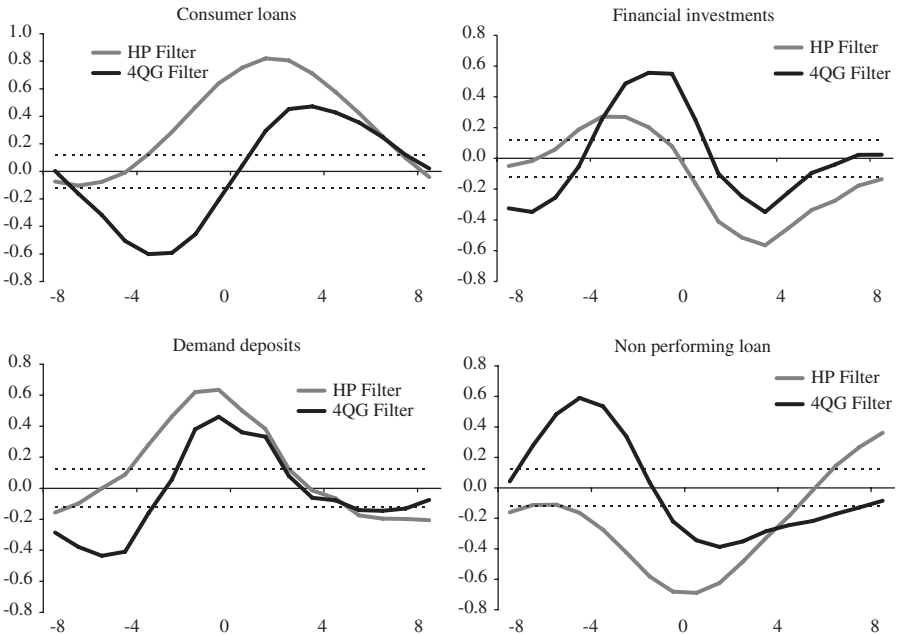 Consumer loans
1.0
0.8
0.6
0.4
0.2
0.0
-0.2
-0.4
-0.6
-0.8
HP Filter
4QG Filter
-8 -4 0 4 8
Financial investments
0.8
0.6
0.4
0.2
0.0
-0.2
-0.4
-0.6
-0.8
HP Filter
4QG Filter
-8 -4 0 4 8
Demand deposits
0.8
0.6
0.4
0.2
0.0
-0.2
-0.4
-0.6
-0.8
HP Filter
4QG Filter
-8 -4 0 4 8
Non performing loan
0.8
0.6
0.4
0.2
0.0
-0.2
-0.4
-0.6
-0.8
HP Filter
4QG Filter
-8 -4 0 4 8